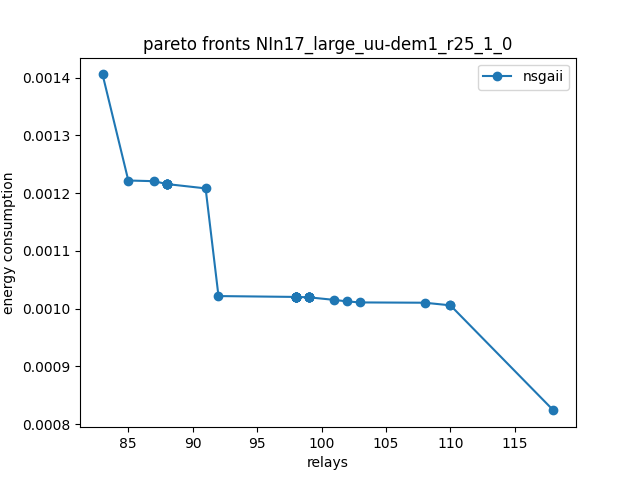 pareto fronts NIn17_large_uu-dem1_r25_1_0
nsgaii
energy consumption
0.0014
0.0013
0.0012
0.0011
0.0010
0.0009
0.0008
85 90 95 100 105 110 115
relays